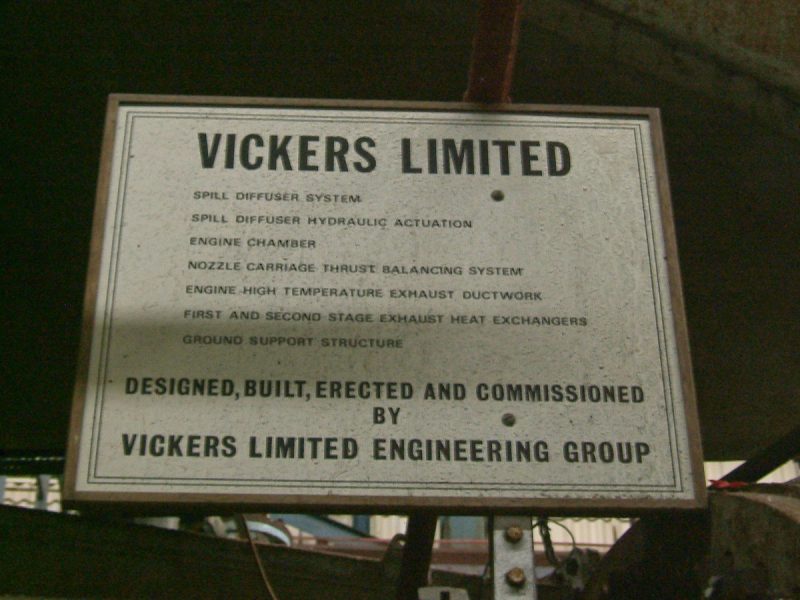 VICKERS LIMITED
SPILL DIFFUSER SYSTEM
SPILL DIFFUSER HYDRAULIC ACTUATION
ENGINE CHAMBER
NOZZLE CARRIAGE THRUST BALANCING SYSTEM
ENGINE HIGH TEMPERATURE EXHAUST DUCTWORK
FIRST AND SECOND STAGE EXHAUST HEAT EXCHANGERS
GROUND SUPPORT STRUCTURE
DESIGNED, BUILT, ERECTED AND COMMISSIONED
BY
VICKERS LIMITED ENGINEERING GROUP